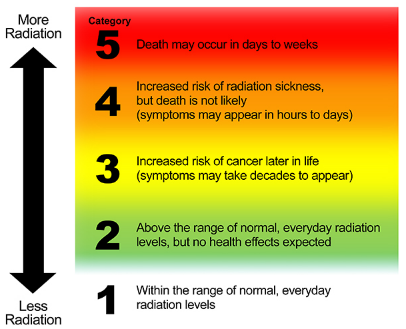 More
Radiation
Category
5
Death may occur in days to weeks
4
Increased risk of radiation sickness,
but death is not likely
(symptoms may appear in hours to days)
3
Increased risk of cancer later in life
(symptoms may take decades to appear)
2
Above the range of normal, everyday radiation
levels, but no health effects expected
1
Within the range of normal, everyday
radiation levels
Less
Radiation